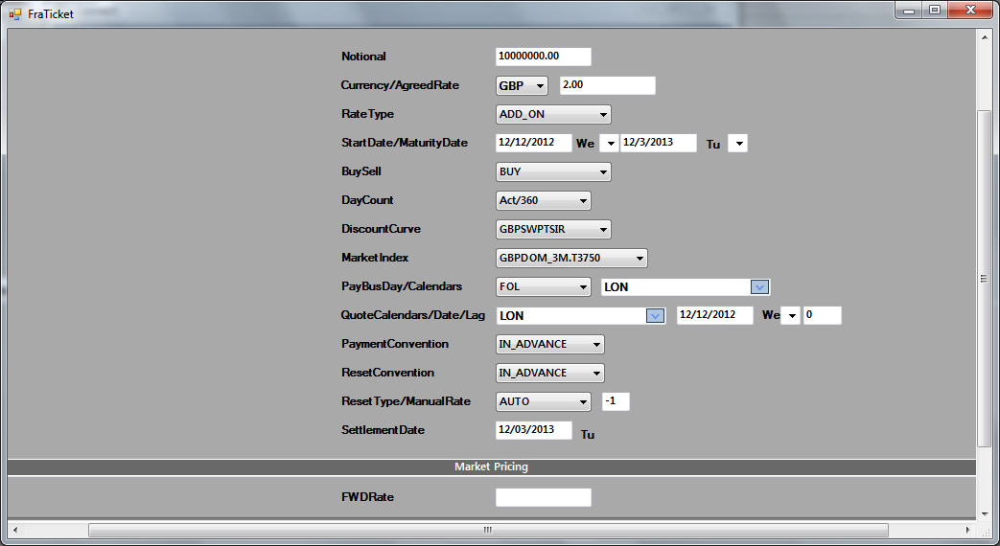 FraTicket
Notional 10000000.00
Currency/AgreedRate GBP 2.00
RateType ADD_ON
StartDate/MaturityDate 12/12/2012 We 12/3/2013 Tu
BuySell BUY
DayCount Act/360
DiscountCurve GBPSWPTSIR
MarketIndex GBPDOM_3M.T3750
PayBusDay/Calendars FOL LON
QuoteCalendars/Date/Lag LON 12/12/2012 We 0
PaymentConvention IN_ADVANCE
ResetConvention IN_ADVANCE
ResetType/ManualRate AUTO -1
SettlementDate 12/03/2013 Tu
Market Pricing
FWDRate